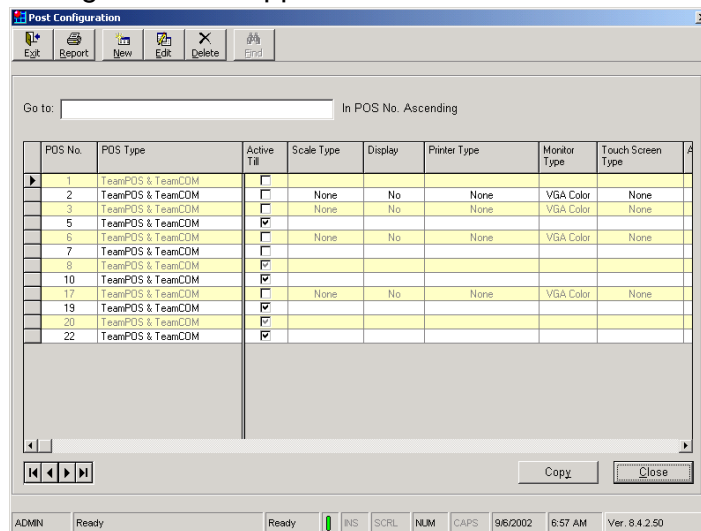 Post Configuration
Exit Report New Edit Delete Find
Go to: In POS No. Ascending
POS No. POS Type Active Till Scale Type Display Printer Type Monitor Type Touch Screen Type A
1 TeamPOS & TeamCOM
2 TeamPOS & TeamCOM None No None VGA Color None
3 TeamPOS & TeamCOM None No None VGA Color None
5 TeamPOS & TeamCOM
6 TeamPOS & TeamCOM None No None VGA Color None
7 TeamPOS & TeamCOM
8 TeamPOS & TeamCOM
10 TeamPOS & TeamCOM
17 TeamPOS & TeamCOM None No None VGA Color None
19 TeamPOS & TeamCOM
20 TeamPOS & TeamCOM
22 TeamPOS & TeamCOM
Copy Close
ADMIN Ready Ready INS SCRL NUM CAPS 9/6/2002 6:57 AM Ver. 8.4.2.50